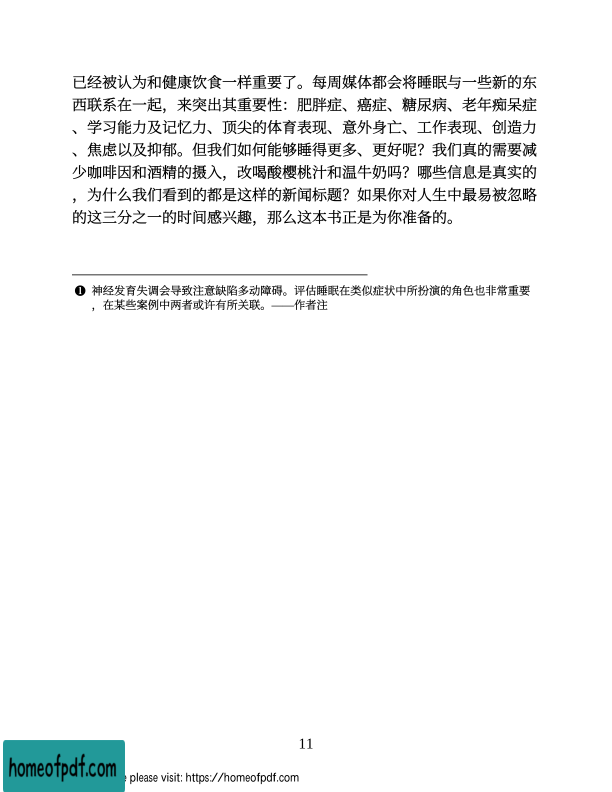 已经被认为和健康饮食一样重要了。每周媒体都会将睡眠与一些新的东
西联系在一起，来突出其重要性：肥胖症、癌症、糖尿病、老年痴呆症
、学习能力及记忆力、顶尖的体育表现、意外身亡、工作表现、创造力
、焦虑以及抑郁。但我们如何能够睡得更多、更好呢？我们真的需要减
少咖啡因和酒精的摄入，改喝酸樱桃汁和温牛奶吗？哪些信息是真实的
，为什么我们看到的都是这样的新闻标题？如果你对人生中最易被忽略
的这三分之一的时间感兴趣，那么这本书正是为你准备的。
❶ 神经发育失调会导致注意缺陷多动障碍。评估睡眠在类似症状中所扮演的角色也非常重要
，在某些案例中两者或许有所关联。——作者注
11
homeofpdf.com
please visit: https://homeofpdf.com